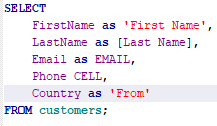 SELECT
FirstName as 'First Name',
LastName as [Last Name],
Email as EMAIL,
Phone CELL,
Country as 'From'
FROM customers;